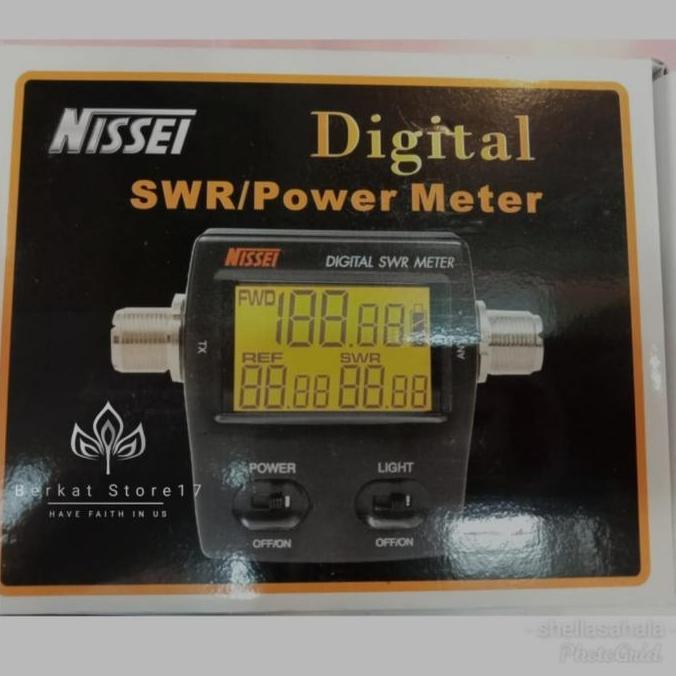 NISSEI
Digital
SWR/Power Meter
NISSEI DIGITAL SWR METER
FWD 188.88
TX
REF SWR
88.88 88.88
POWER LIGHT
OFF/ON OFF/ON
Berkat Store17
HAVE FAITH IN US
shellasahala
PhotoGrid